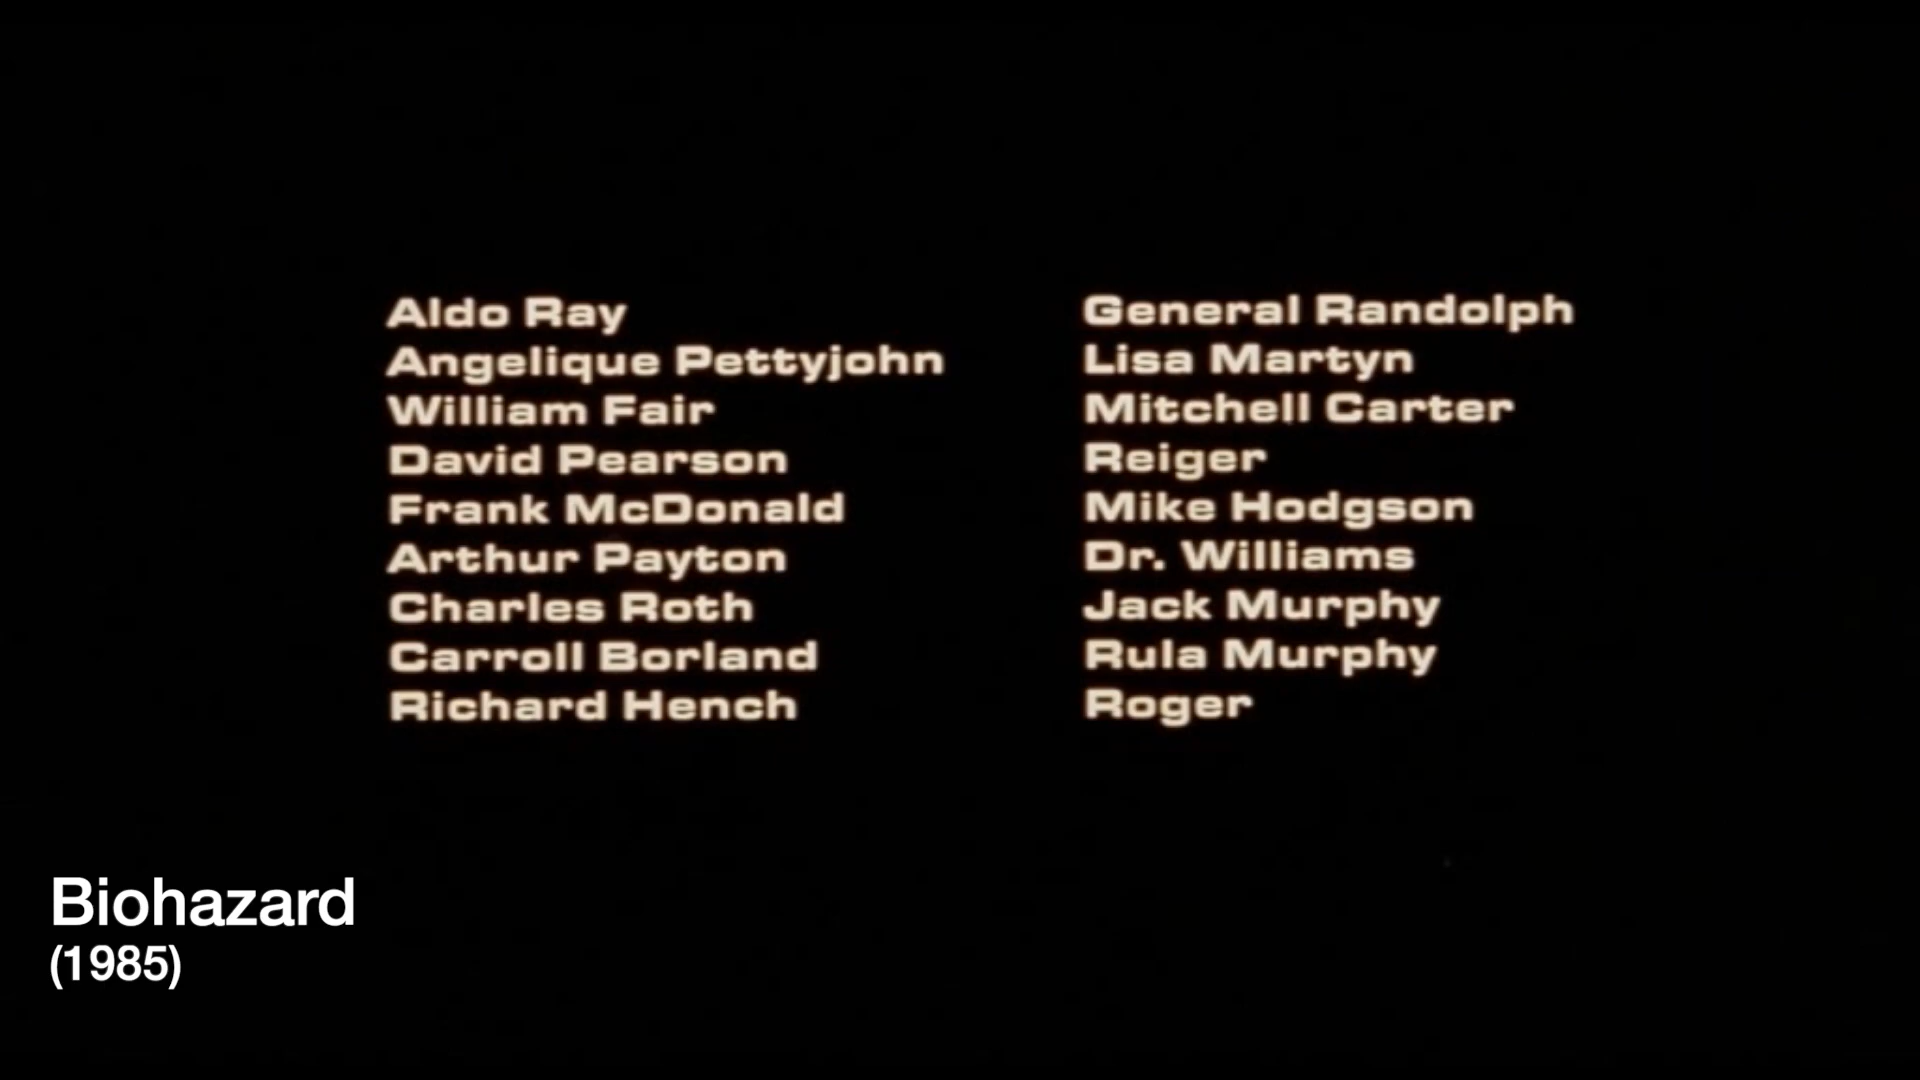 Aldo Ray General Randolph
Angelique Pettyjohn Lisa Martyn
William Fair Mitchell Carter
David Pearson Reiger
Frank McDonald Mike Hodgson
Arthur Payton Dr. Williams
Charles Roth Jack Murphy
Carroll Borland Rula Murphy
Richard Hench Roger
Biohazard
(1985)